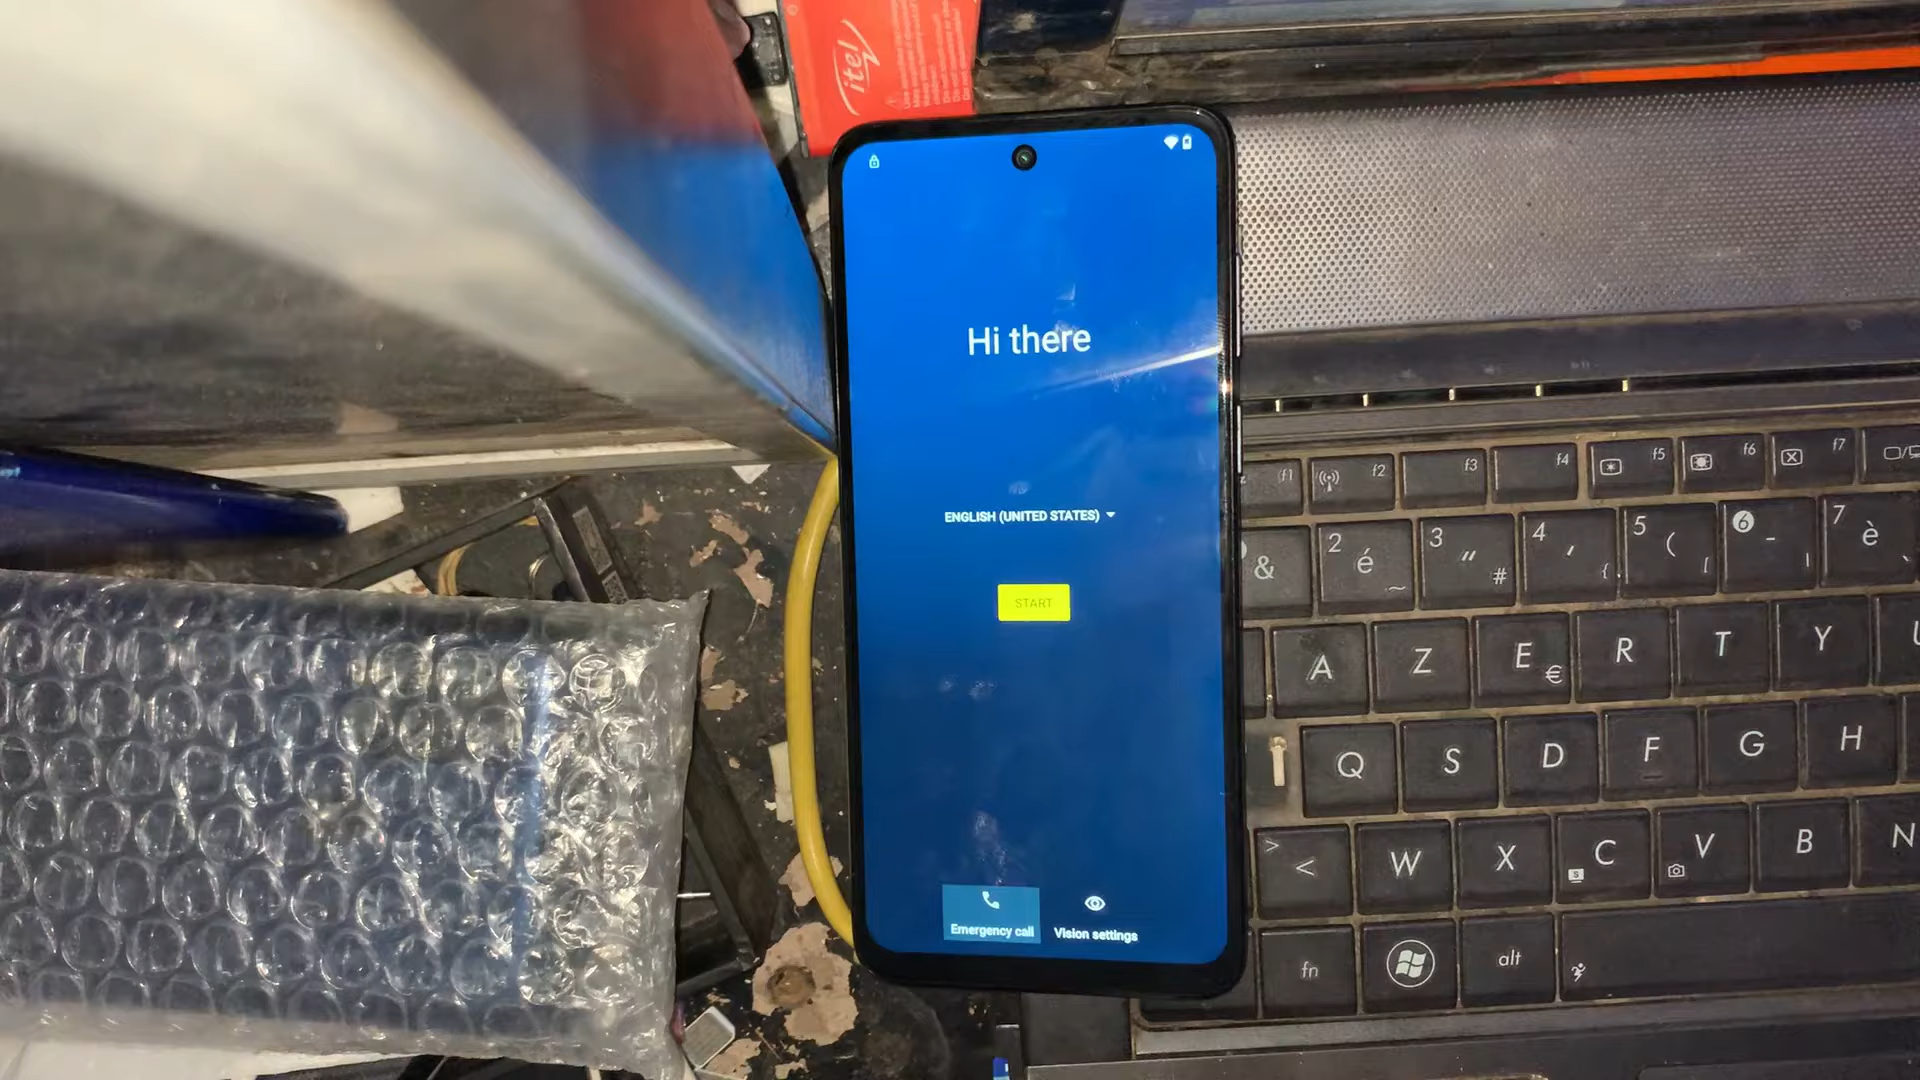 itel
Hi there
ENGLISH (UNITED STATES)
START
Emergency call
Vision settings
f1
f2
f3
f4
f5
f6
f7
&
2 é ~
3 " #
4 ' {
5 ( [
6 - |
7 è `
A Z E € R T Y
Q S D F G H
> < W X C S V B N
fn alt